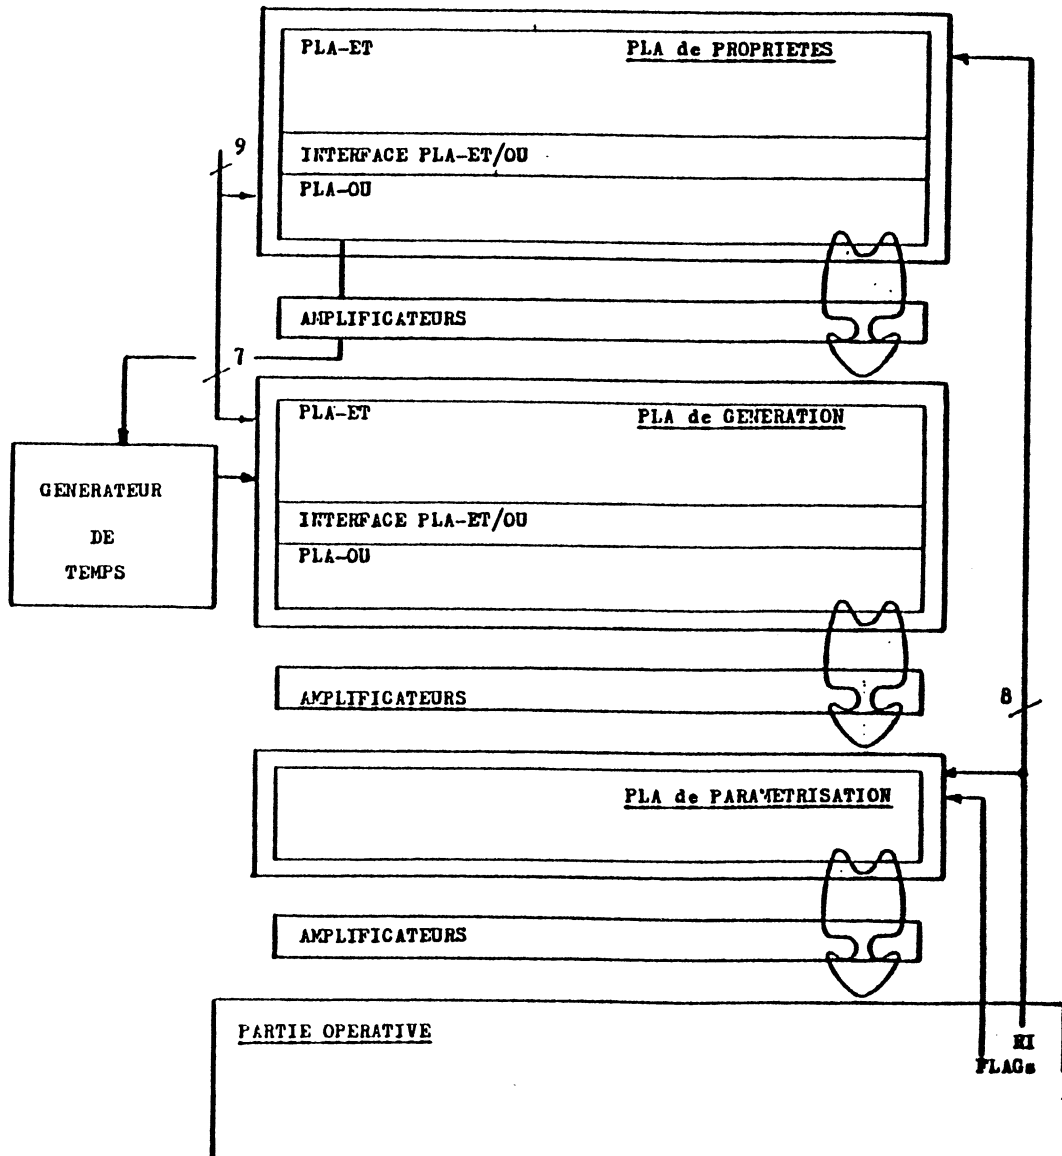 PLA-ET
PLA de PROPRIETES
9
INTERFACE PLA-ET/OU
PLA-OU
AMPLIFICATEURS
7
PLA-ET
PLA de GENERATION
GENERATEUR
DE
TEMPS
INTERFACE PLA-ET/OU
PLA-OU
AMPLIFICATEURS
8
PLA de PARAMETRISATION
AMPLIFICATEURS
PARTIE OPERATIVE
RI
FLAGs